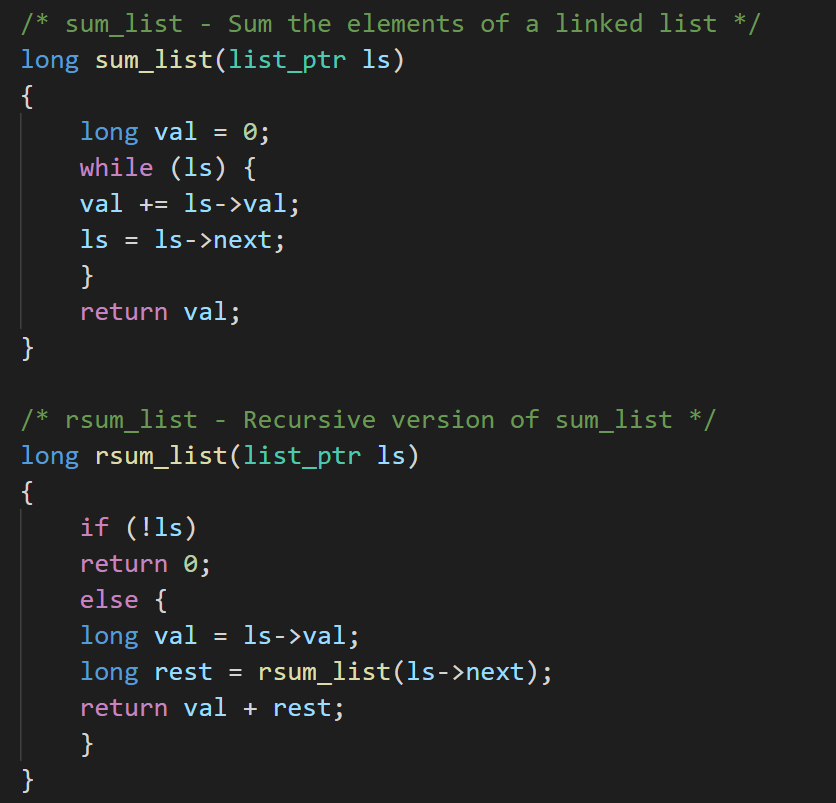 /* sum_list - Sum the elements of a linked list */
long sum_list(list_ptr ls)
{
    long val = 0;
    while (ls) {
    val += ls->val;
    ls = ls->next;
    }
    return val;
}

/* rsum_list - Recursive version of sum_list */
long rsum_list(list_ptr ls)
{
    if (!ls)
    return 0;
    else {
    long val = ls->val;
    long rest = rsum_list(ls->next);
    return val + rest;
    }
}